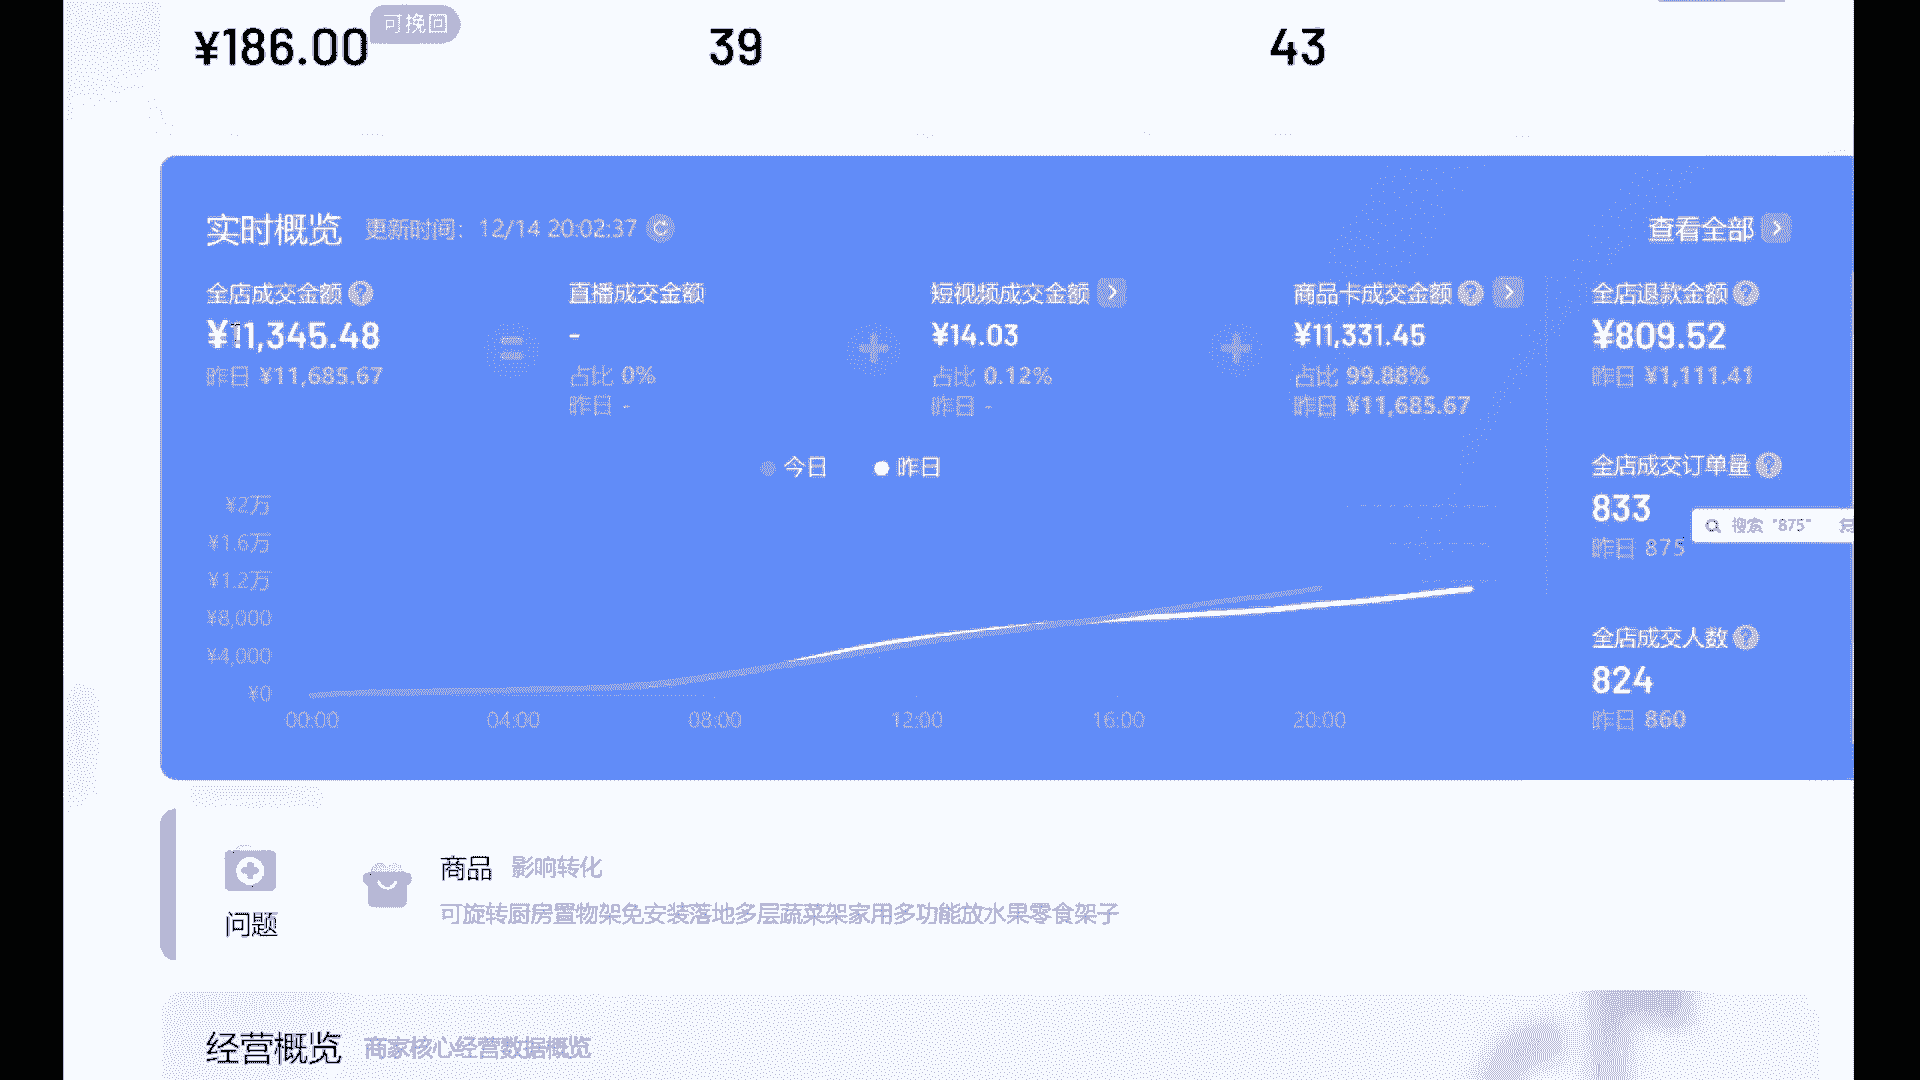 ¥186.00 可挽回 39 43
实时概览 更新时间: 12/14 20:02:37 查看全部
全店成交金额 直播成交金额 短视频成交金额 商品卡成交金额 全店退款金额
¥11,345.48 = - + ¥14.03 + ¥11,331.45 ¥809.52
昨日 ¥11,685.67 占比 0% 占比 0.12% 占比 99.88% 昨日 ¥1,111.41
昨日 - 昨日 - 昨日 ¥11,685.67
今日 昨日 全店成交订单量
¥2万 833
搜索 "875"
¥1.6万 昨日 875
¥1.2万
¥8,000
全店成交人数
¥4,000
824
¥0
00:00 04:00 08:00 12:00 16:00 20:00 昨日 860
商品 影响转化
可旋转厨房置物架免安装落地多层蔬菜架家用多功能放水果零食架子
问题
经营概览 商家核心经营数据概览